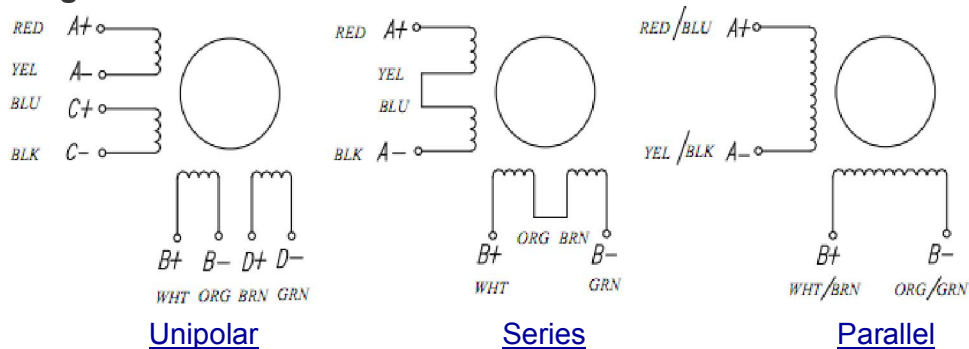 RED A+
YEL A-
BLU C+
BLK C-
B+ B- D+ D-
WHT ORG BRN GRN
Unipolar
RED A+
YEL
BLU
BLK A-
ORG BRN
B+ B-
WHT GRN
Series
RED/BLU A+
YEL/BLK A-
B+ B-
WHT/BRN ORG/GRN
Parallel